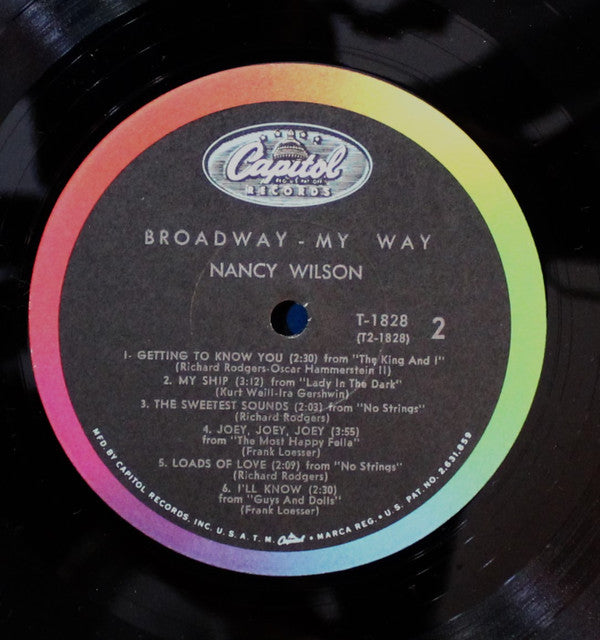 Capitol
RECORDS
BROADWAY - MY WAY
NANCY WILSON
T-1828
(T2-1828)
2
1- GETTING TO KNOW YOU (2:30) from "The King And I"
(Richard Rodgers-Oscar Hammerstein II)
2. MY SHIP (3:12) from "Lady In The Dark"
(Kurt Weill-Ira Gershwin)
3. THE SWEETEST SOUNDS (2:03) from "No Strings"
(Richard Rodgers)
4. JOEY, JOEY, JOEY (3:55)
from "The Most Happy Fella"
(Frank Loesser)
5. LOADS OF LOVE (2:09) from "No Strings"
(Richard Rodgers)
6. I'LL KNOW (2:30)
from "Guys And Dolls"
(Frank Loesser)
MFD. BY CAPITOL RECORDS, INC. U.S.A. T.M. Capitol • MARCA REG. • U.S. PAT. NO. 2,631,859